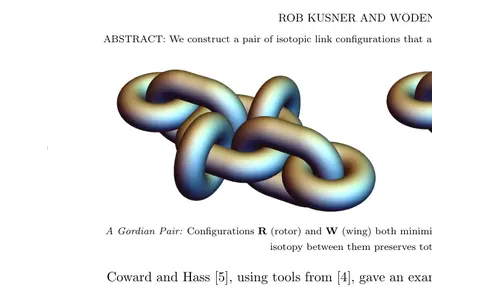 ROB KUSNER AND WODEN
ABSTRACT: We construct a pair of isotopic link configurations that a
A Gordian Pair: Configurations R (rotor) and W (wing) both minimi
isotopy between them preserves tot
Coward and Hass [5], using tools from [4], gave an exa